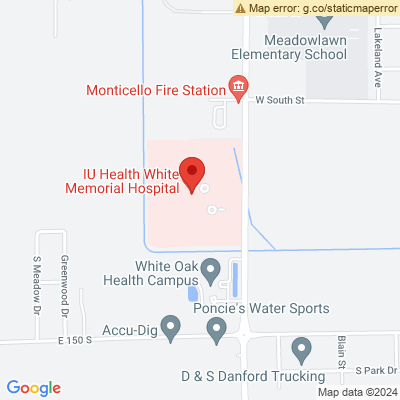 Map error: g.co/staticmaperror
Meadowlawn
Elementary School
Lakeland Ave
Monticello Fire Station
W South St
IU Health White
Memorial Hospital
White Oak
Health Campus
S Meadow Dr
Greenwood Dr
Poncie's Water Sports
Accu-Dig
E 150 S
Blain St
S Park Dr
D & S Danford Trucking
Google
Map data ©2024